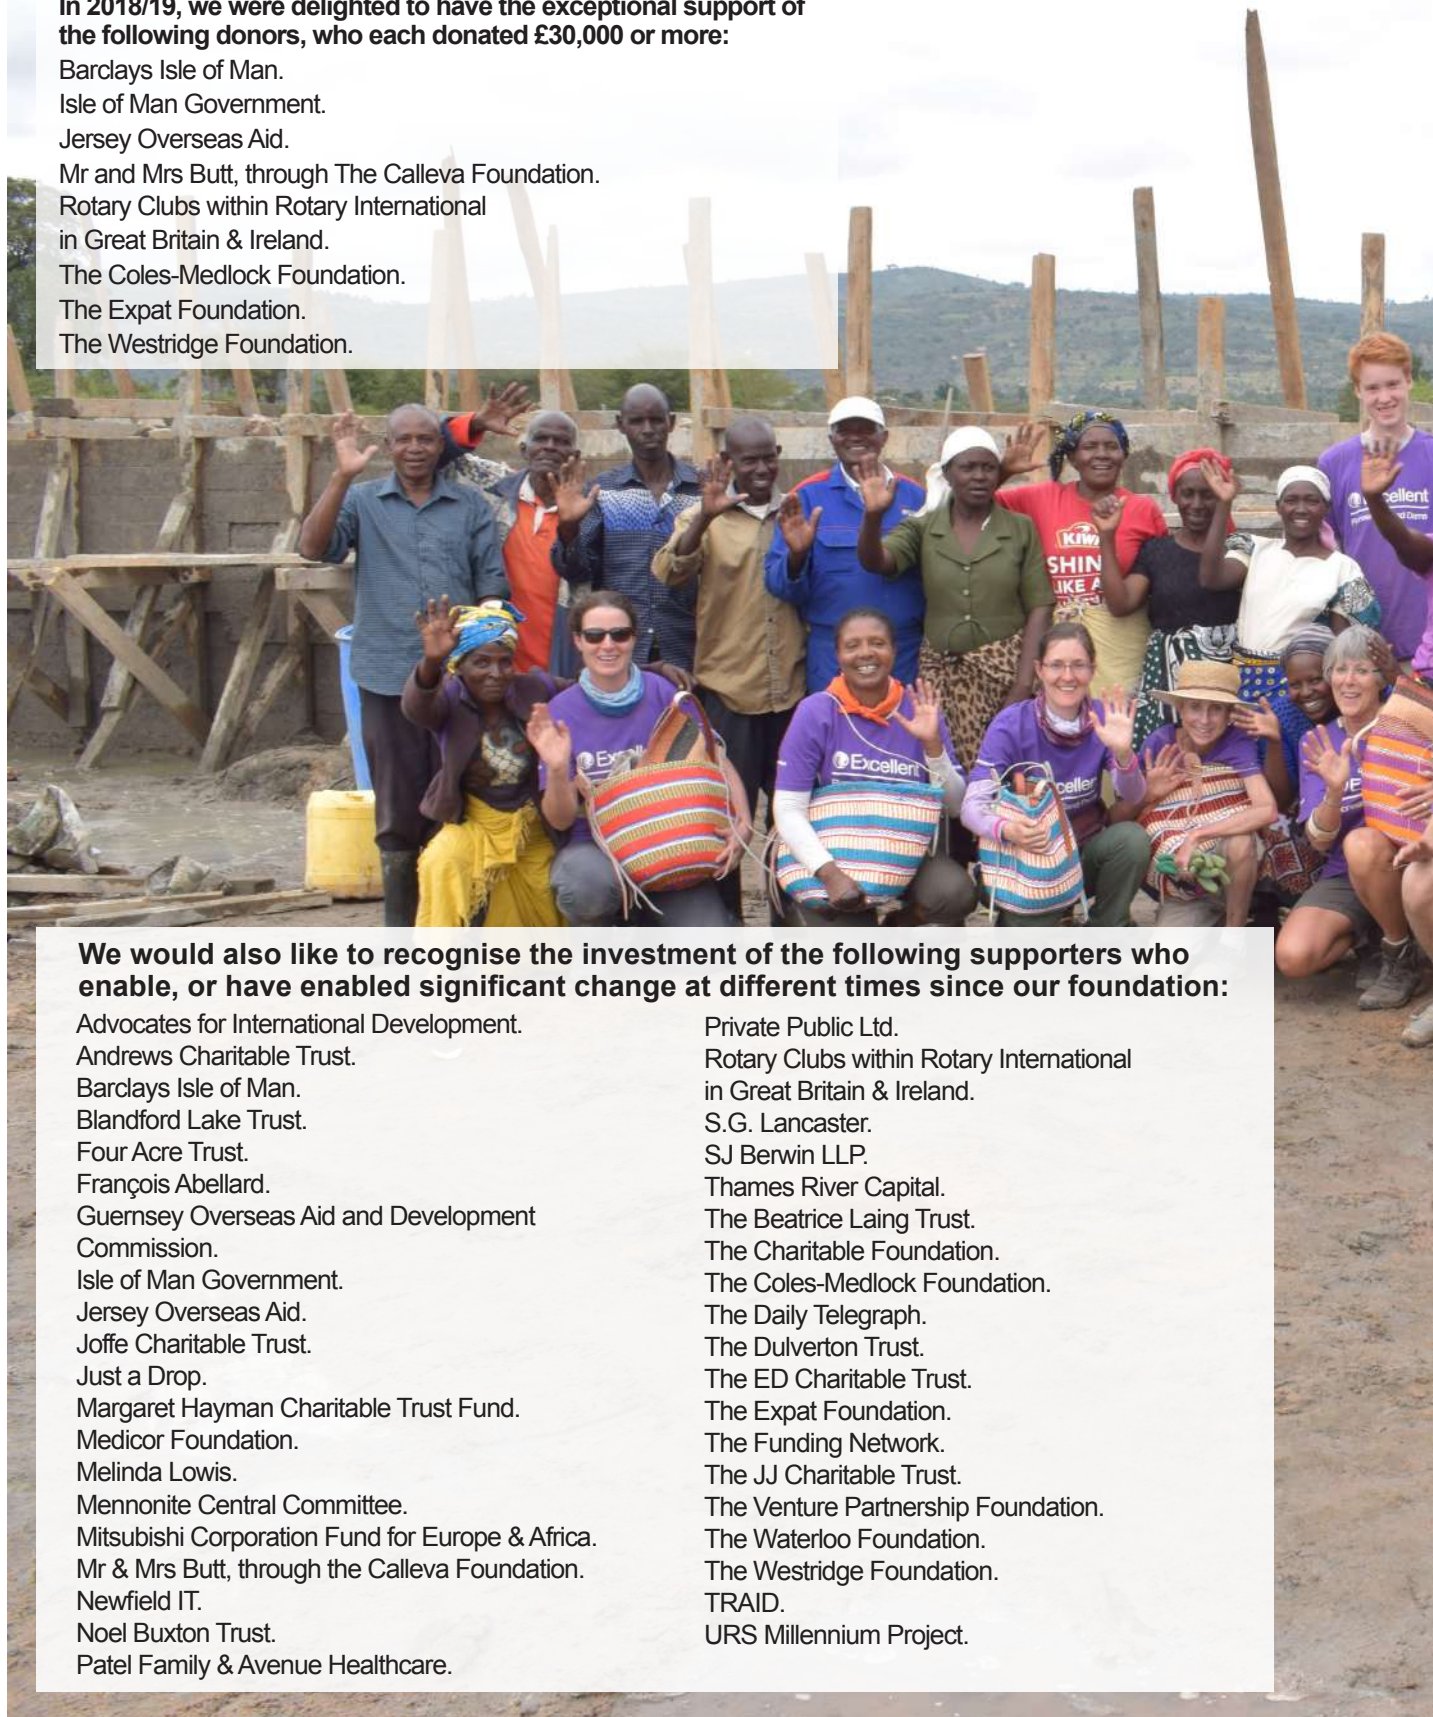 In 2018/19, we were delighted to have the exceptional support of
the following donors, who each donated £30,000 or more:
Barclays Isle of Man.
Isle of Man Government.
Jersey Overseas Aid.
Mr and Mrs Butt, through The Calleva Foundation.
Rotary Clubs within Rotary International
in Great Britain & Ireland.
The Coles-Medlock Foundation.
The Expat Foundation.
The Westridge Foundation.
KIWI
SHIN
LIKE A
Excellent
Excellent
We would also like to recognise the investment of the following supporters who
enable, or have enabled significant change at different times since our foundation:
Advocates for International Development.
Andrews Charitable Trust.
Barclays Isle of Man.
Blandford Lake Trust.
Four Acre Trust.
François Abellard.
Guernsey Overseas Aid and Development
Commission.
Isle of Man Government.
Jersey Overseas Aid.
Joffe Charitable Trust.
Just a Drop.
Margaret Hayman Charitable Trust Fund.
Medicor Foundation.
Melinda Lowis.
Mennonite Central Committee.
Mitsubishi Corporation Fund for Europe & Africa.
Mr & Mrs Butt, through the Calleva Foundation.
Newfield IT.
Noel Buxton Trust.
Patel Family & Avenue Healthcare.
Private Public Ltd.
Rotary Clubs within Rotary International
in Great Britain & Ireland.
S.G. Lancaster.
SJ Berwin LLP.
Thames River Capital.
The Beatrice Laing Trust.
The Charitable Foundation.
The Coles-Medlock Foundation.
The Daily Telegraph.
The Dulverton Trust.
The ED Charitable Trust.
The Expat Foundation.
The Funding Network.
The JJ Charitable Trust.
The Venture Partnership Foundation.
The Waterloo Foundation.
The Westridge Foundation.
TRAID.
URS Millennium Project.